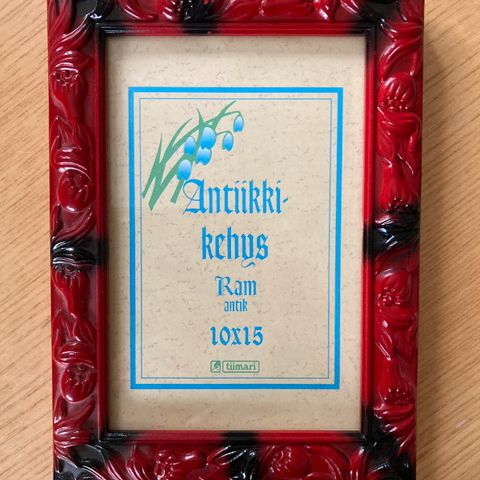 Antiikki-
kehys
Ram
antik
10x15
tiimari